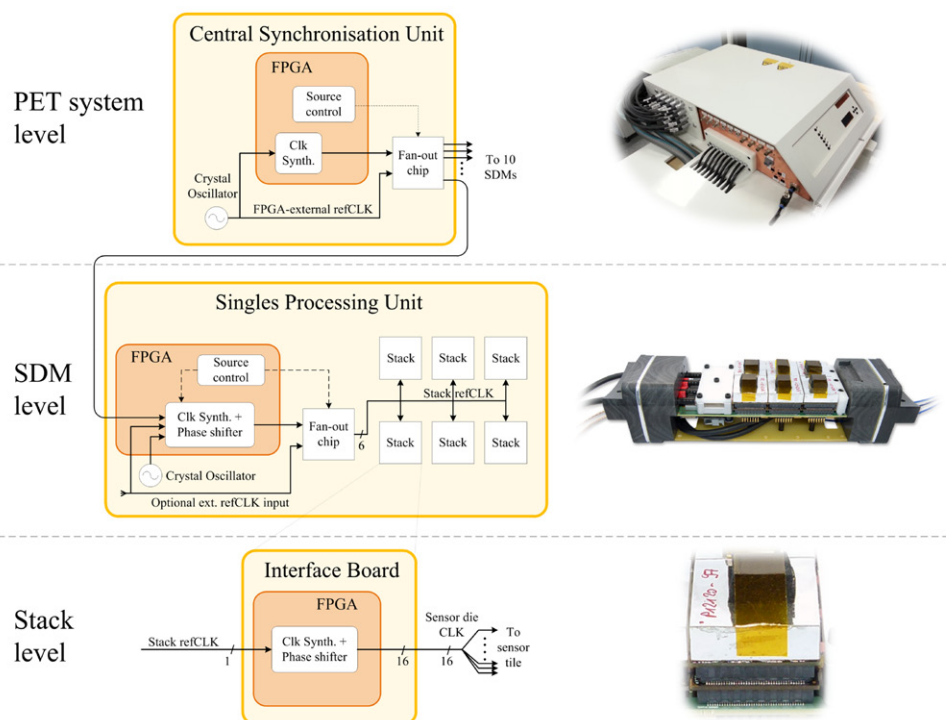 PET system
level
Central Synchronisation Unit
FPGA
Source
control
Clk
Synth.
Fan-out
chip
To 10
SDMs
Crystal
Oscillator
FPGA-external refCLK
SDM
level
Singles Processing Unit
FPGA
Source
control
Clk Synth. +
Phase shifter
Fan-out
chip
6
Crystal Oscillator
Optional ext. refCLK input
Stack
Stack
Stack
Stack refCLK
Stack
Stack
Stack
Stack
level
Interface Board
FPGA
Stack refCLK
1
Clk Synth. +
Phase shifter
16
Sensor die
CLK
16
To
sensor
tile